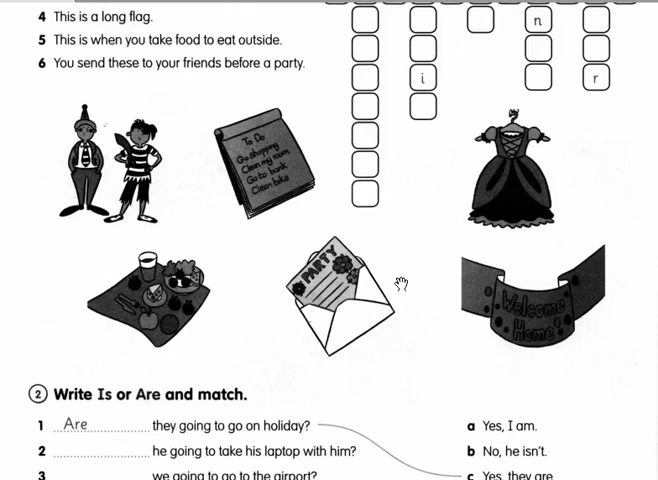 4 This is a long flag.
5 This is when you take food to eat outside.
6 You send these to your friends before a party.
n
i
r
To Do
Go shopping
Clean my room
Go to bank
Clean bike
PARTY
Welcome
Home
2 Write Is or Are and match.
1 Are they going to go on holiday? a Yes, I am.
2 he going to take his laptop with him? b No, he isn't.
3 we going to go to the airport? c Yes, they are